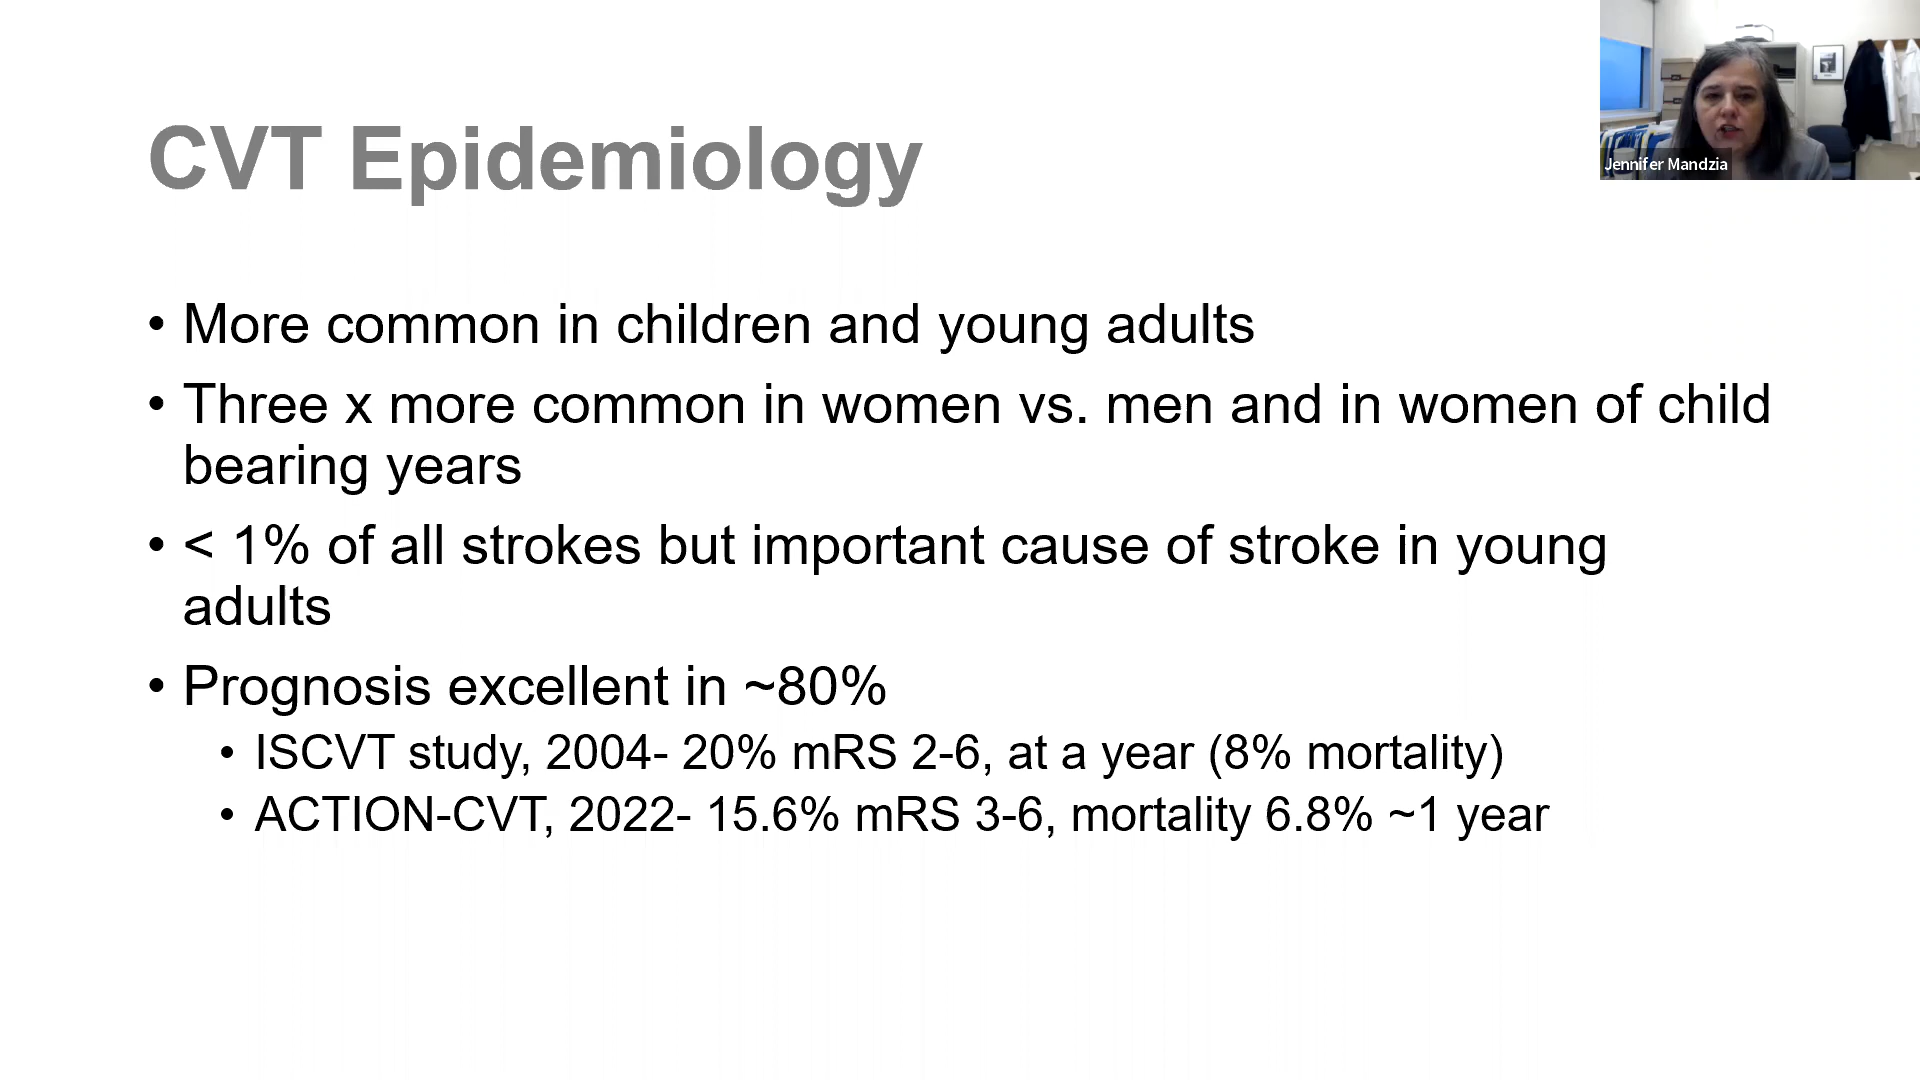 CVT Epidemiology
Jennifer Mandzia
• More common in children and young adults
• Three x more common in women vs. men and in women of child
bearing years
• < 1% of all strokes but important cause of stroke in young
adults
• Prognosis excellent in ~80%
• ISCVT study, 2004- 20% mRS 2-6, at a year (8% mortality)
• ACTION-CVT, 2022- 15.6% mRS 3-6, mortality 6.8% ~1 year